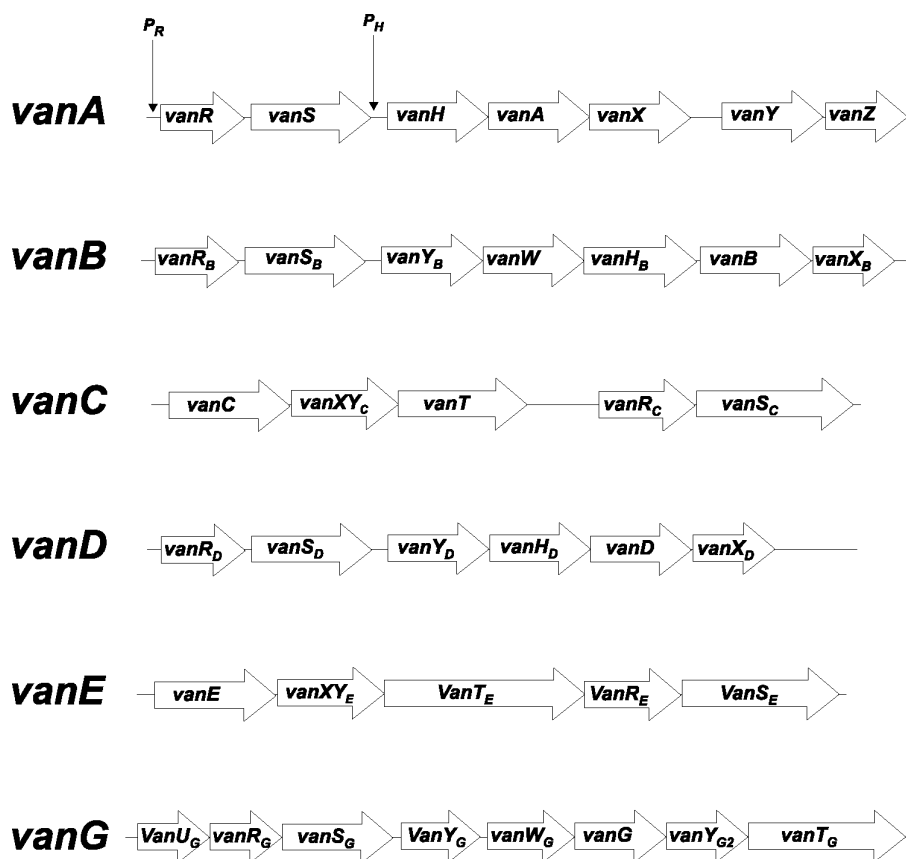 P_R P_H
vanA vanR vanS vanH vanA vanX vanY vanZ
vanB vanR_B vanS_B vanY_B vanW vanH_B vanB vanX_B
vanC vanC vanXY_C vanT vanR_C vanS_C
vanD vanR_D vanS_D vanY_D vanH_D vanD vanX_D
vanE vanE vanXY_E VanT_E VanR_E VanS_E
vanG VanU_G vanR_G vanS_G VanY_G vanW_G vanG vanY_G2 vanT_G